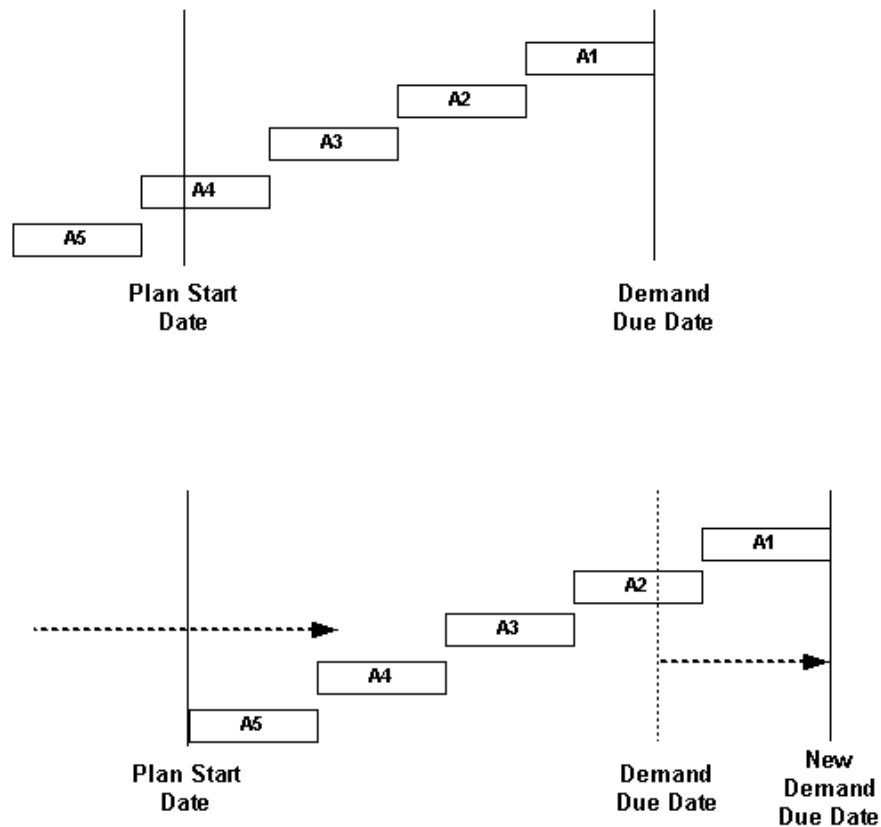 A1
A2
A3
A4
A5
Plan Start
Date
Demand
Due Date
A1
A2
A3
A4
A5
Plan Start
Date
Demand
Due Date
New
Demand
Due Date